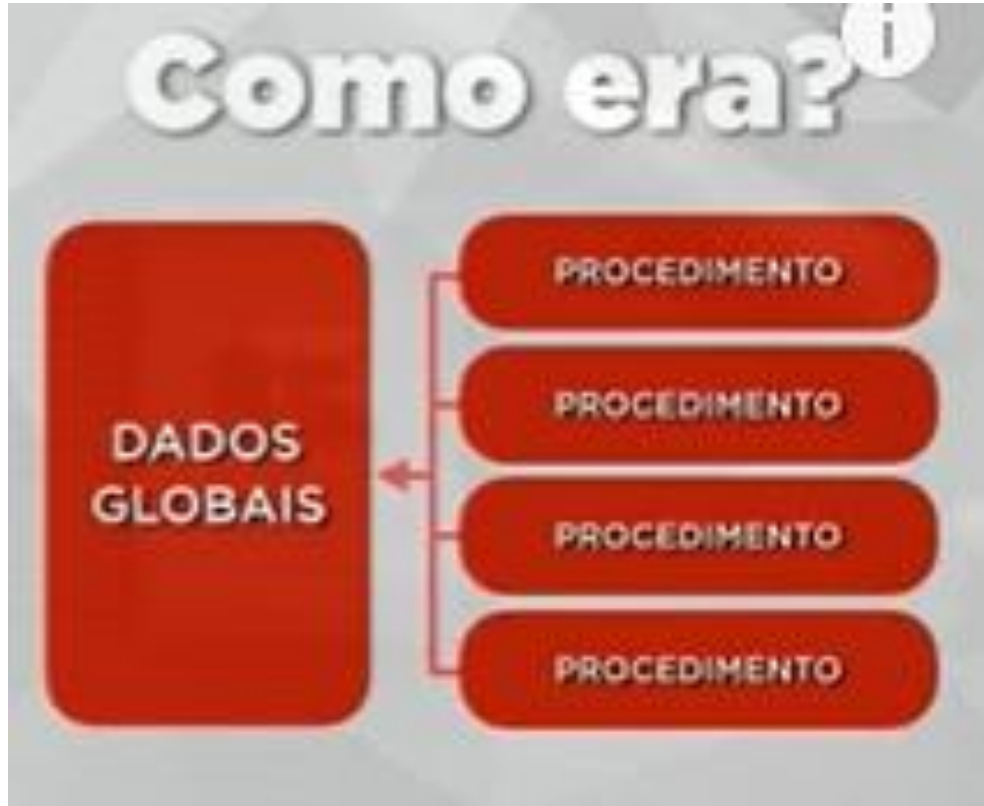 Como era?
i
DADOS
GLOBAIS
PROCEDIMENTO
PROCEDIMENTO
PROCEDIMENTO
PROCEDIMENTO